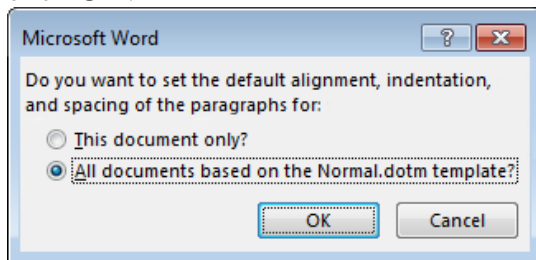 Microsoft Word
Do you want to set the default alignment, indentation,
and spacing of the paragraphs for:
This document only?
All documents based on the Normal.dotm template?
OK Cancel